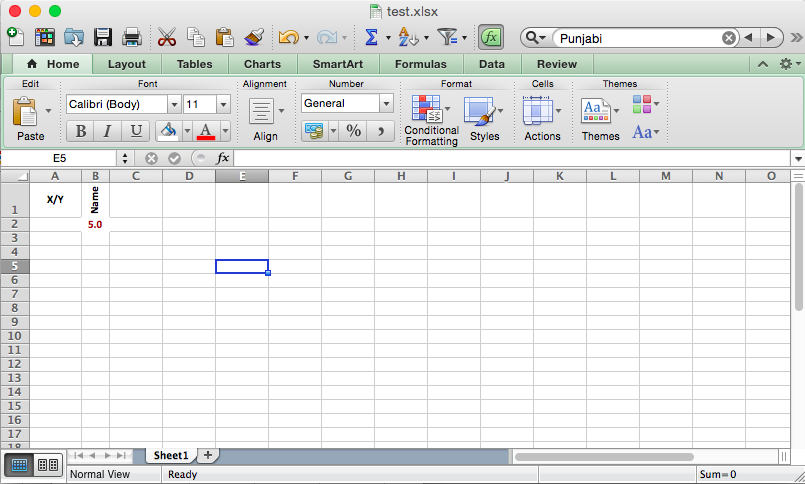 test.xlsx
Punjabi
Home Layout Tables Charts SmartArt Formulas Data Review
Edit Font Alignment Number Format Cells Themes
Calibri (Body) 11 General
Paste B I U A Align % , Conditional Formatting Styles Actions Aa Themes Aa
E5 fx
A B C D E F G H I J K L M N O
1 X/Y Name
2 5.0
3
4
5
6
7
8
9
10
11
12
13
14
15
16
17
18
Sheet1
Normal View Ready Sum=0